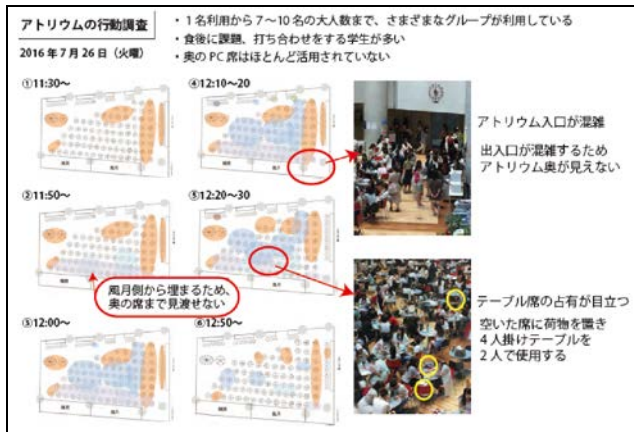 アトリウムの行動調査
2016年7月26日（火曜）
・1名利用から7〜10名の大人数まで、さまざまなグループが利用している
・食後に課題、打ち合わせをする学生が多い
・奥のPC席はほとんど活用されていない
①11:30〜
④12:10〜20
アトリウム入口が混雑
出入口が混雑するため
アトリウム奥が見えない
②11:50〜
⑤12:20〜30
風月側から埋まるため、
奥の席まで見渡せない
テーブル席の占有が目立つ
空いた席に荷物を置き
4人掛けテーブルを
2人で使用する
③12:00〜
⑥12:50〜